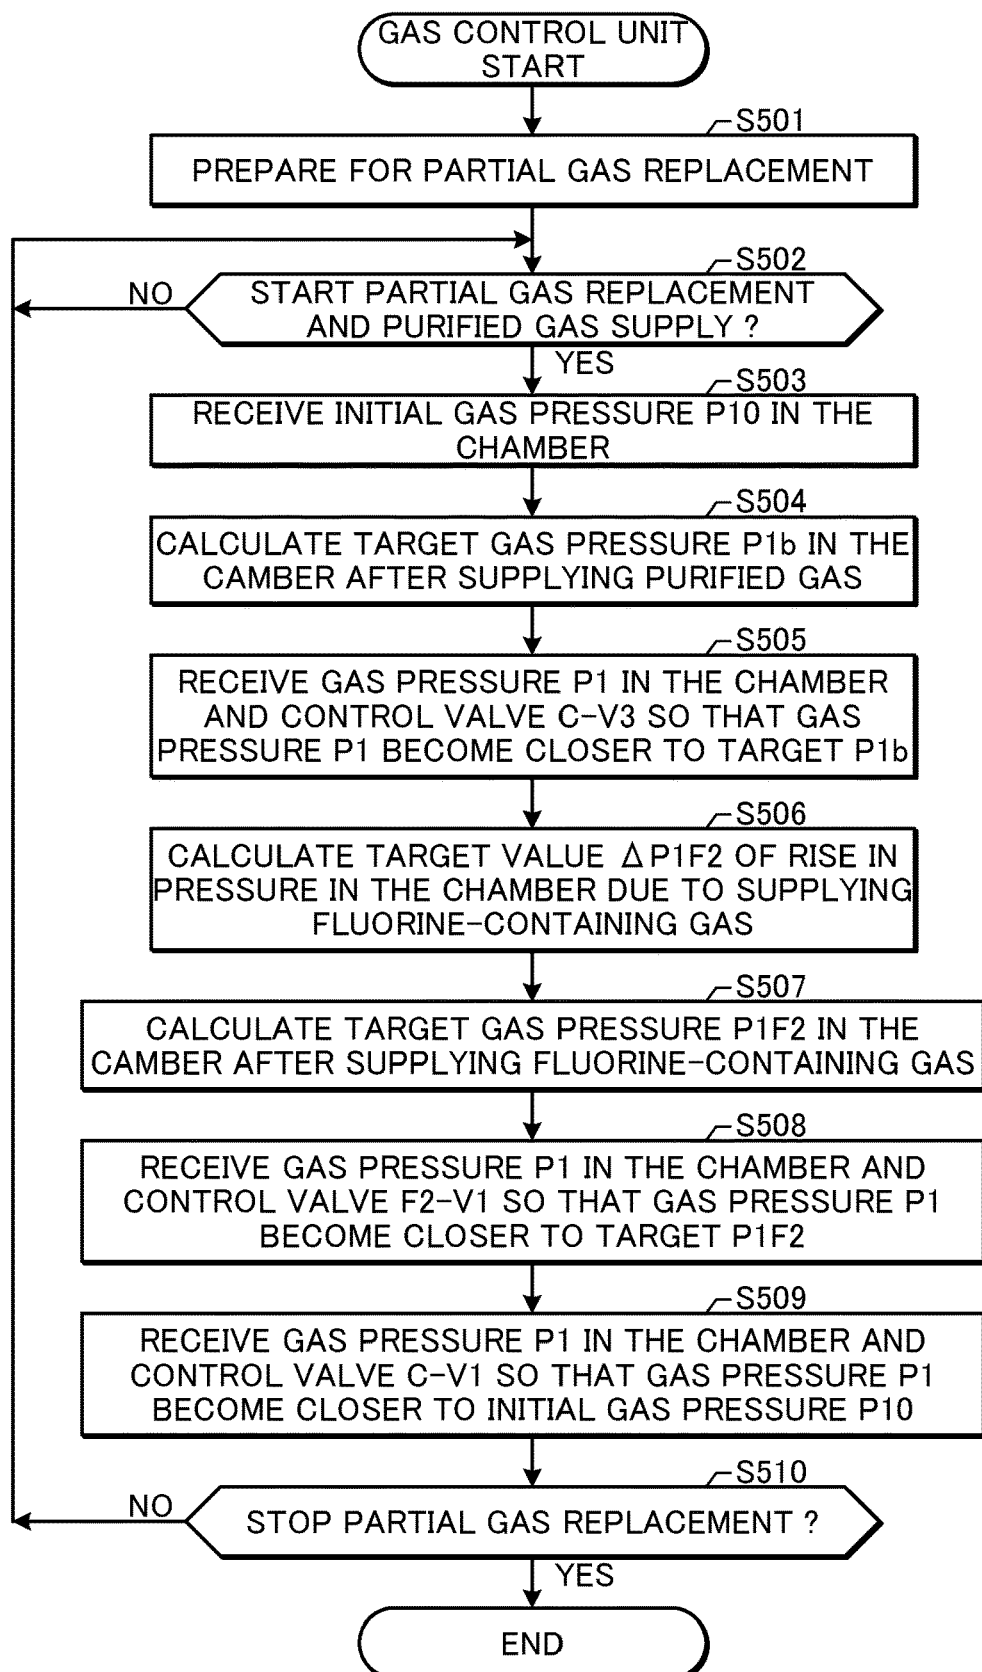 GAS CONTROL UNIT
START
S501
PREPARE FOR PARTIAL GAS REPLACEMENT
S502
NO
START PARTIAL GAS REPLACEMENT
AND PURIFIED GAS SUPPLY ?
YES
S503
RECEIVE INITIAL GAS PRESSURE P10 IN THE
CHAMBER
S504
CALCULATE TARGET GAS PRESSURE P1b IN THE
CAMBER AFTER SUPPLYING PURIFIED GAS
S505
RECEIVE GAS PRESSURE P1 IN THE CHAMBER
AND CONTROL VALVE C-V3 SO THAT GAS
PRESSURE P1 BECOME CLOSER TO TARGET P1b
S506
CALCULATE TARGET VALUE ΔP1F2 OF RISE IN
PRESSURE IN THE CHAMBER DUE TO SUPPLYING
FLUORINE-CONTAINING GAS
S507
CALCULATE TARGET GAS PRESSURE P1F2 IN THE
CAMBER AFTER SUPPLYING FLUORINE-CONTAINING GAS
S508
RECEIVE GAS PRESSURE P1 IN THE CHAMBER AND
CONTROL VALVE F2-V1 SO THAT GAS PRESSURE P1
BECOME CLOSER TO TARGET P1F2
S509
RECEIVE GAS PRESSURE P1 IN THE CHAMBER AND
CONTROL VALVE C-V1 SO THAT GAS PRESSURE P1
BECOME CLOSER TO INITIAL GAS PRESSURE P10
S510
NO
STOP PARTIAL GAS REPLACEMENT ?
YES
END